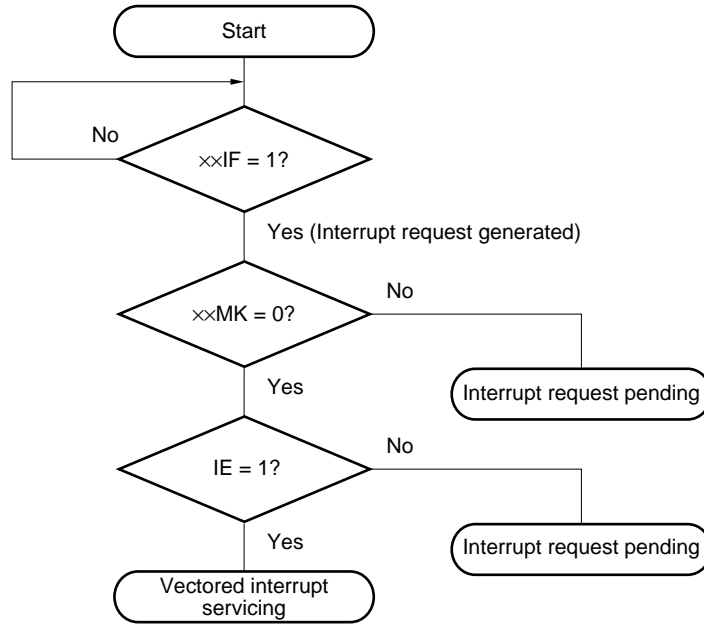 Start
No
××IF = 1?
Yes (Interrupt request generated)
××MK = 0?
No
Interrupt request pending
Yes
IE = 1?
No
Interrupt request pending
Yes
Vectored interrupt
servicing